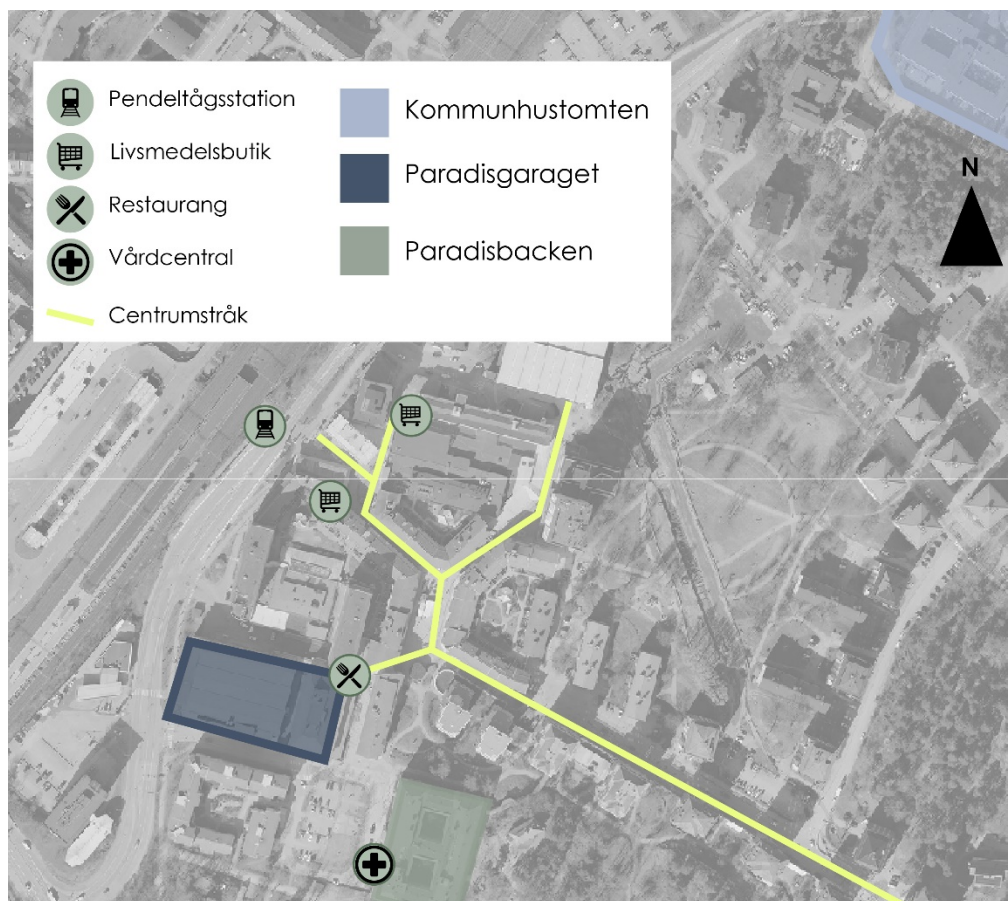 Pendeltågsstation
Livsmedelsbutik
Restaurang
Vårdcentral
Centrumstråk
Kommunhustomten
Paradisgaraget
Paradisbacken
N